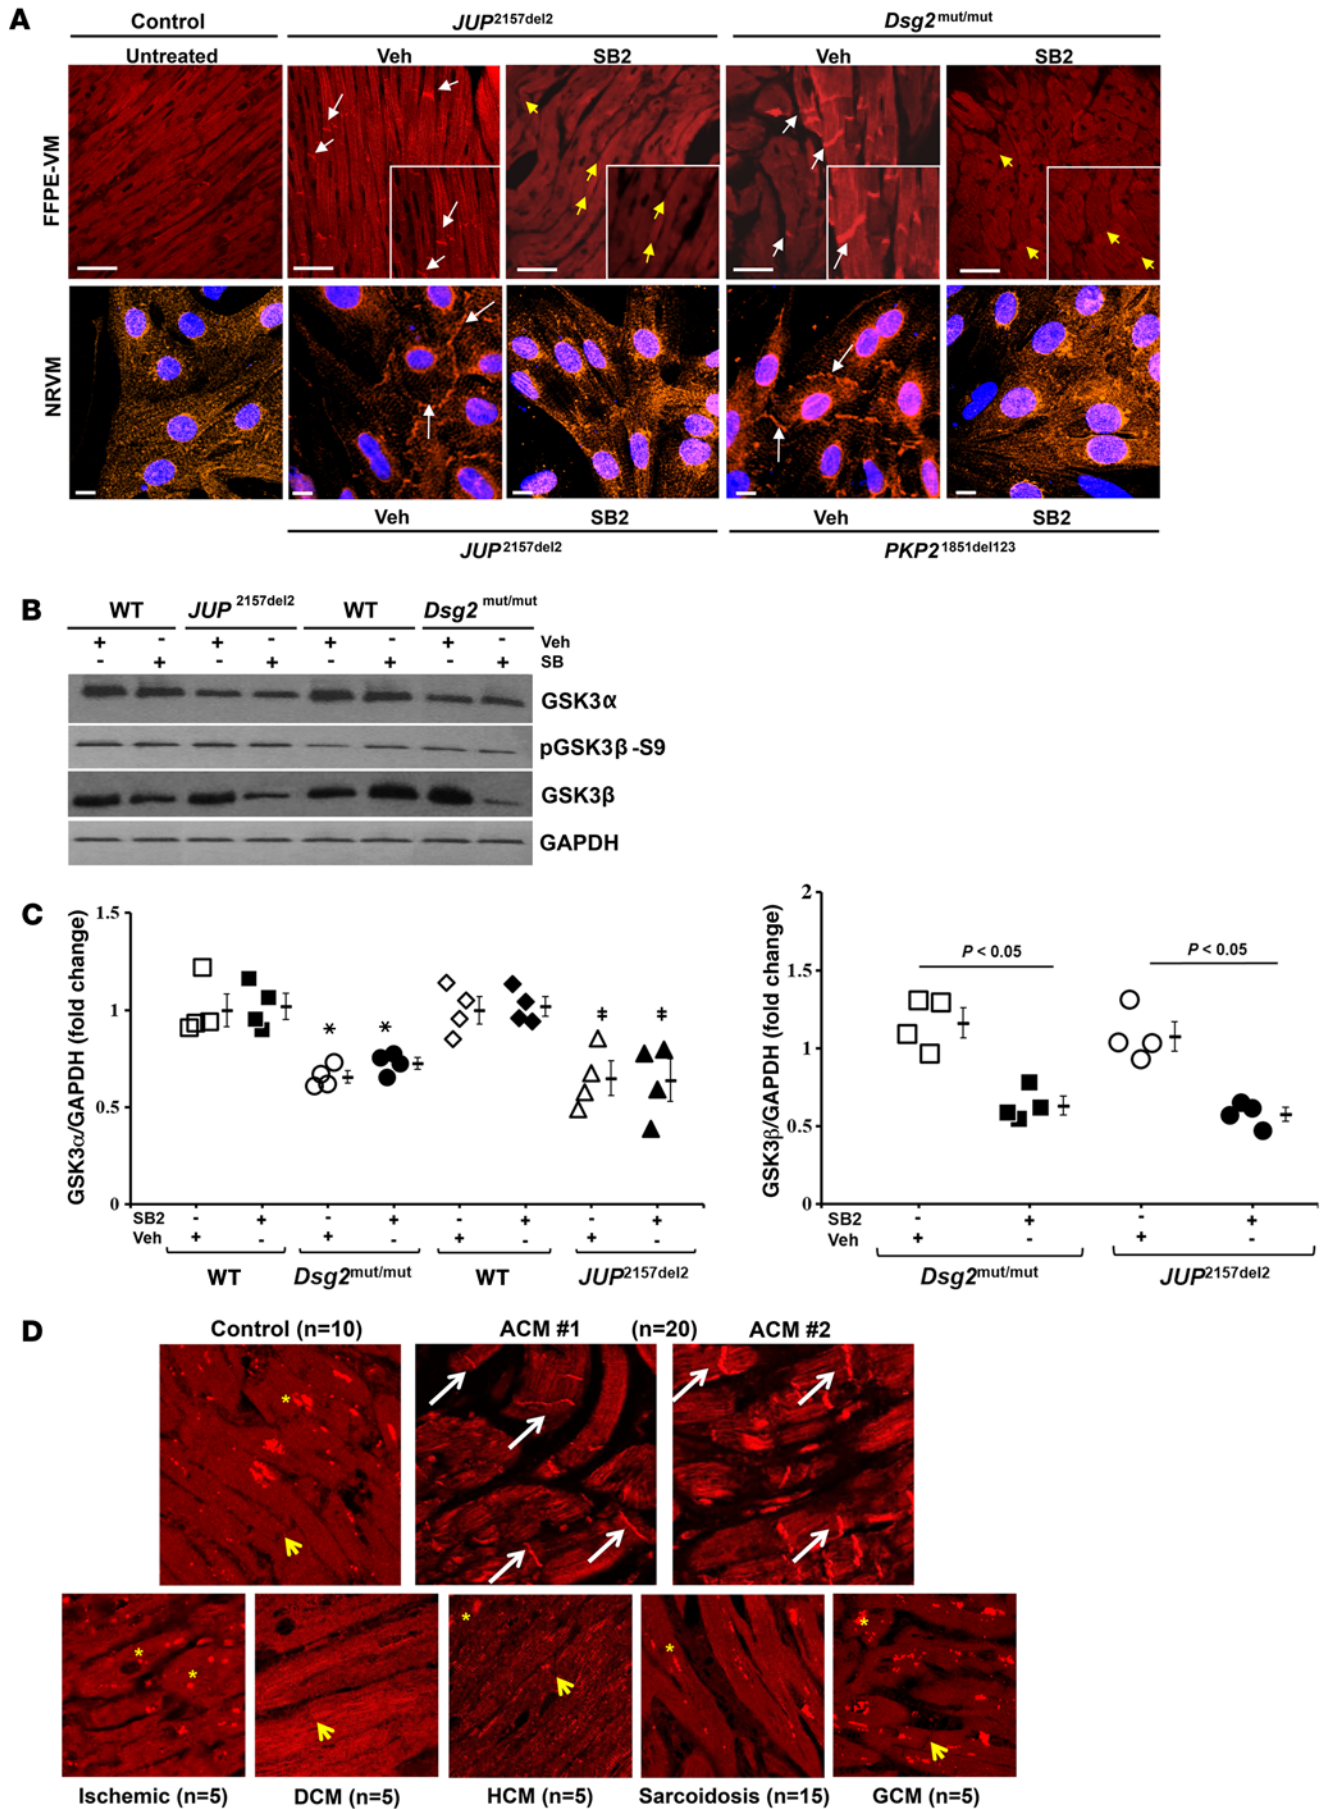 A
Control JUP2157del2 Dsg2mut/mut
Untreated Veh SB2 Veh SB2
FFPE-VM
NRVM
Veh SB2 Veh SB2
JUP2157del2 PKP21851del123
B
WT JUP 2157del2 WT Dsg2 mut/mut
+ - + - + - + - Veh
- + - + - + - + SB
GSK3α
pGSK3β -S9
GSK3β
GAPDH
C
GSK3α/GAPDH (fold change)
1.5
1
0.5
0
* * ‡ ‡
SB2 - + - + - + - +
Veh + - + - + - + -
WT Dsg2mut/mut WT JUP2157del2
GSK3β/GAPDH (fold change)
2
1.5
1
0.5
0
P < 0.05 P < 0.05
SB2 - + - +
Veh + - + -
Dsg2mut/mut JUP2157del2
D
Control (n=10) ACM #1 (n=20) ACM #2
*
* * * * *
Ischemic (n=5) DCM (n=5) HCM (n=5) Sarcoidosis (n=15) GCM (n=5)